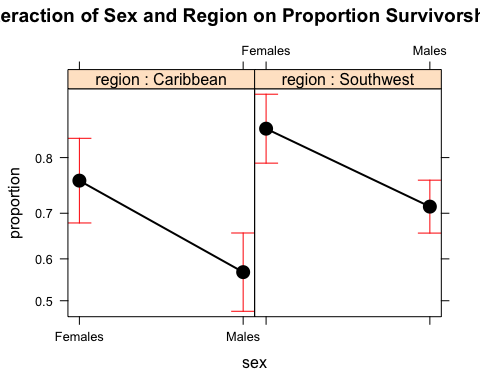 eraction of Sex and Region on Proportion Survivorsh
Females Males
region : Caribbean region : Southwest
0.8
0.7
0.6
0.5
proportion
Females Males
sex